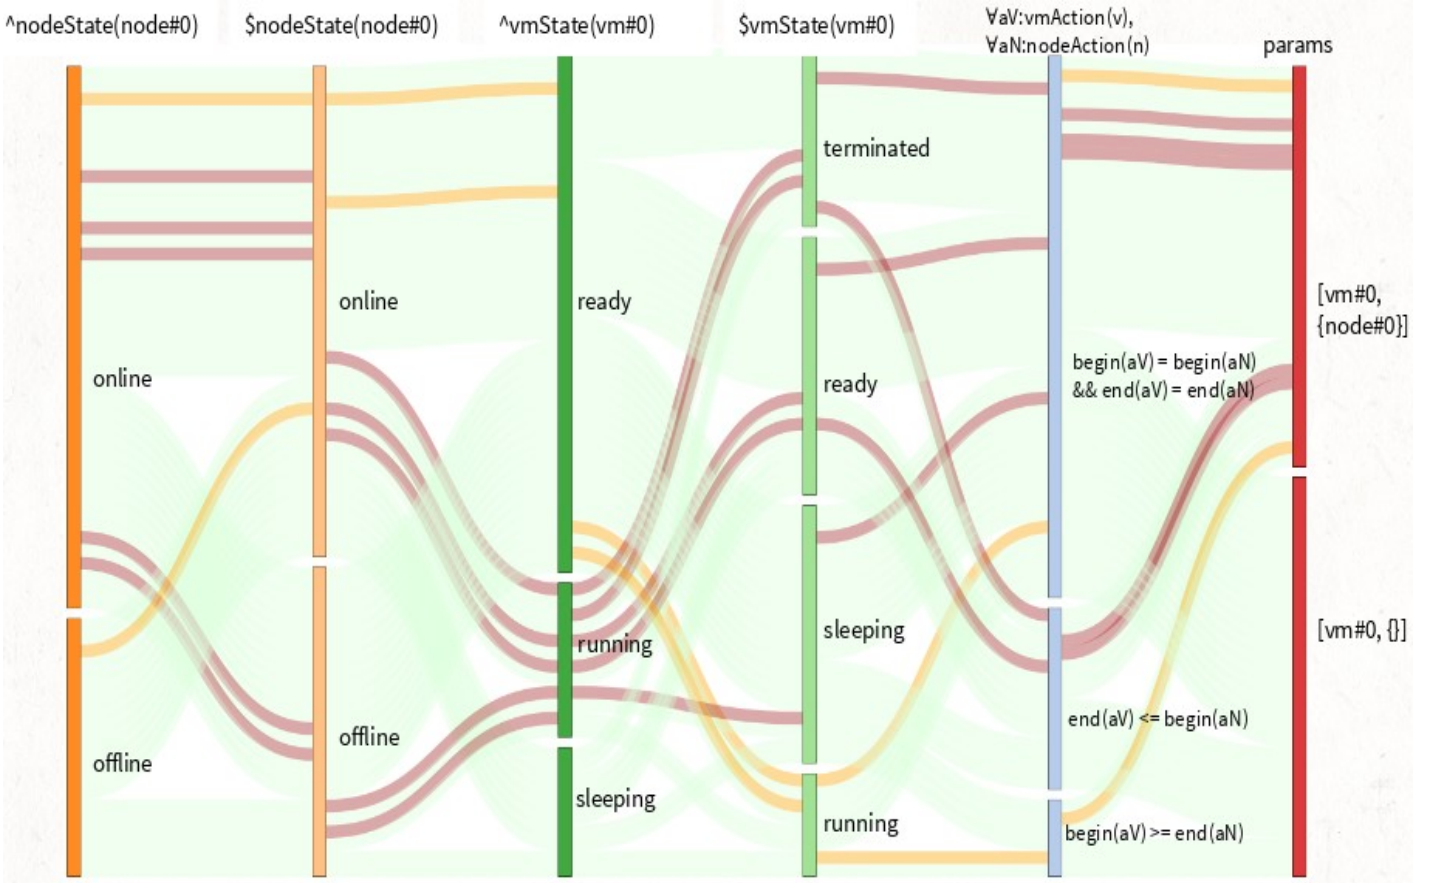 ^nodeState(node#0)
$nodeState(node#0)
^vmState(vm#0)
$vmState(vm#0)
∀aV:vmAction(v),
∀aN:nodeAction(n)
params
online
offline
online
offline
ready
running
sleeping
terminated
ready
sleeping
running
begin(aV) = begin(aN)
&& end(aV) = end(aN)
end(aV) <= begin(aN)
begin(aV) >= end(aN)
[vm#0,
{node#0}]
[vm#0, {}]